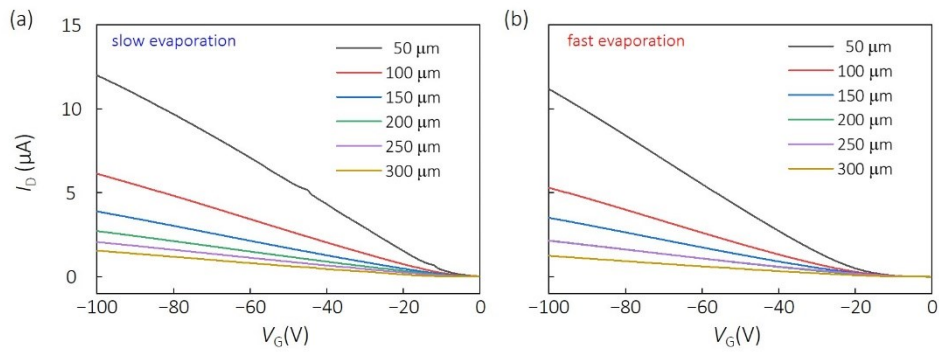 (a)
slow evaporation
50 μm
100 μm
150 μm
200 μm
250 μm
300 μm
15
10
5
0
I_D (μA)
−100
−80
−60
−40
−20
0
V_G(V)
(b)
fast evaporation
50 μm
100 μm
150 μm
200 μm
250 μm
300 μm
−100
−80
−60
−40
−20
0
V_G(V)